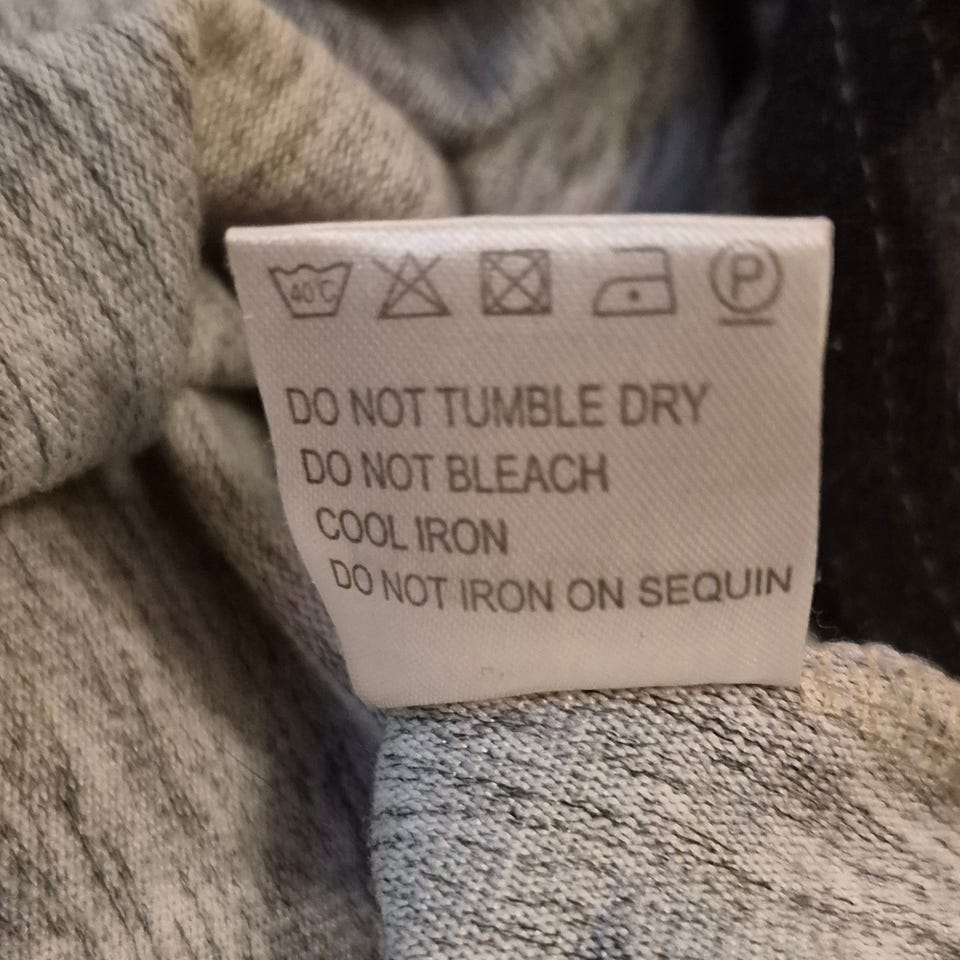 40°C P
DO NOT TUMBLE DRY
DO NOT BLEACH
COOL IRON
DO NOT IRON ON SEQUIN